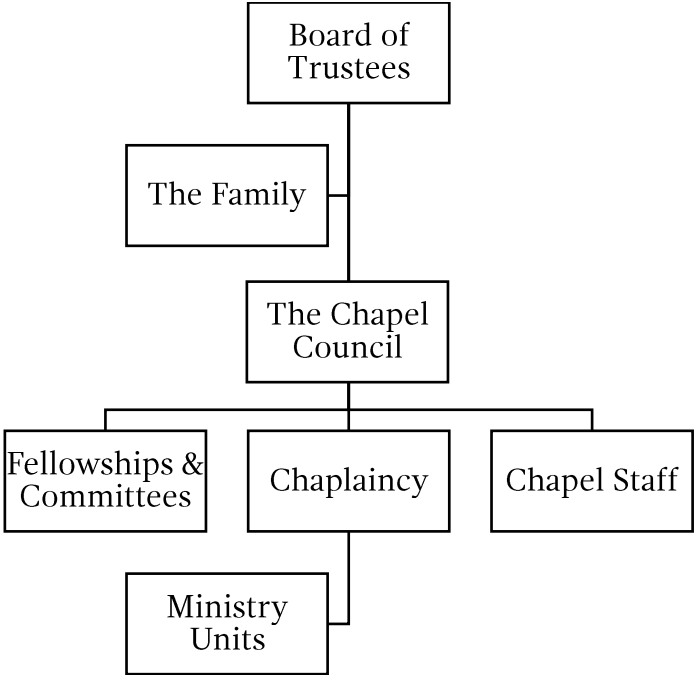 Board of
Trustees
The Family
The Chapel
Council
Fellowships &
Committees
Chaplaincy
Chapel Staff
Ministry
Units